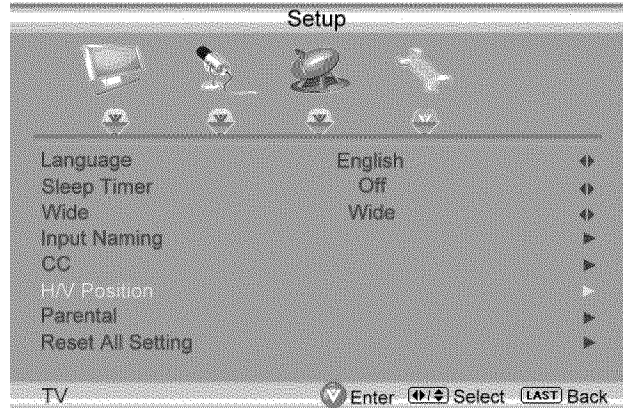 Setup
Language English
Sleep Timer Off
Wide Wide
Input Naming
CC
H/V Position
Parental
Reset All Setting
TV Enter Select LAST Back